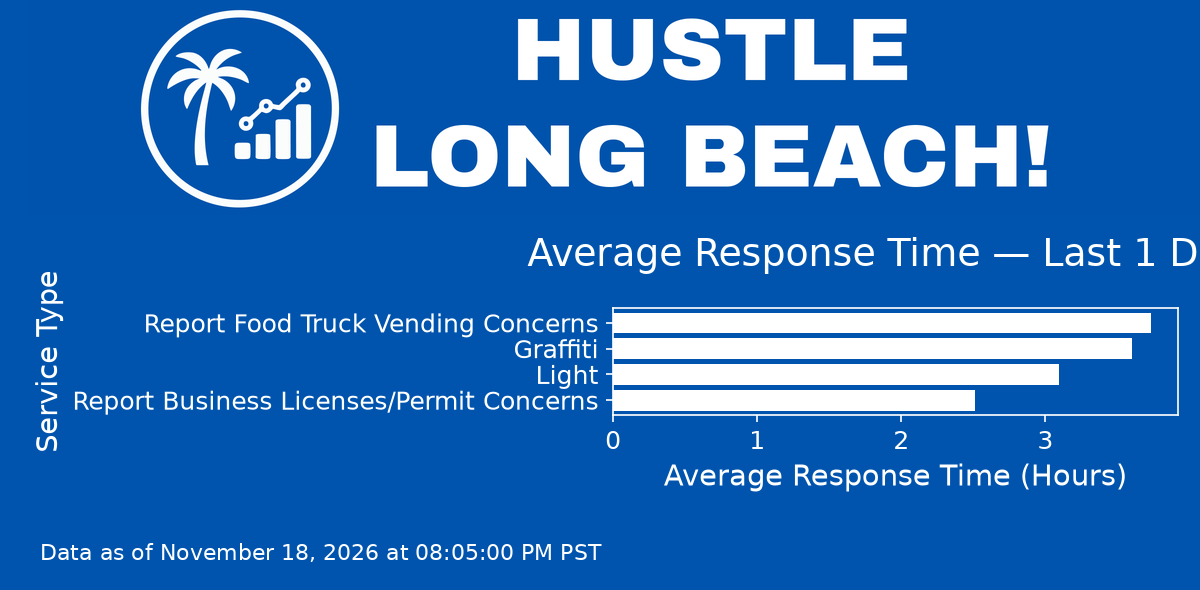 HUSTLE
LONG BEACH!
Average Response Time — Last 1 D
Service Type
Report Food Truck Vending Concerns
Graffiti
Light
Report Business Licenses/Permit Concerns
0 1 2 3
Average Response Time (Hours)
Data as of November 18, 2026 at 08:05:00 PM PST